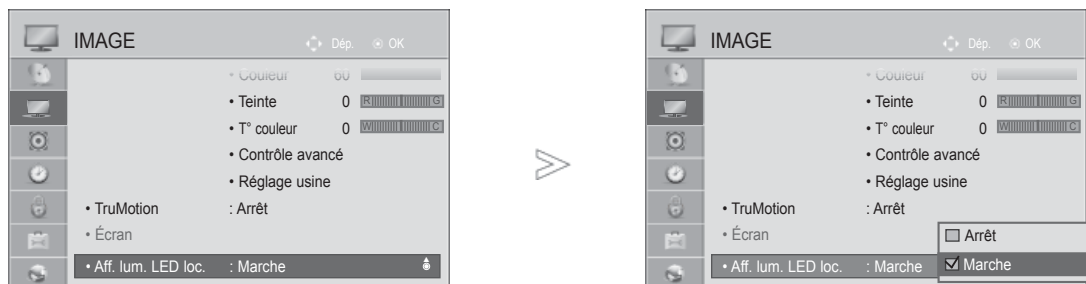 IMAGE Dép. OK
• Couleur 60
• Teinte 0 R G
• T° couleur 0 W C
• Contrôle avancé
• Réglage usine
• TruMotion : Arrêt
• Écran
• Aff. lum. LED loc. : Marche
IMAGE Dép. OK
• Couleur 60
• Teinte 0 R G
• T° couleur 0 W C
• Contrôle avancé
• Réglage usine
• TruMotion : Arrêt
• Écran
Arrêt
• Aff. lum. LED loc. : Marche
Marche